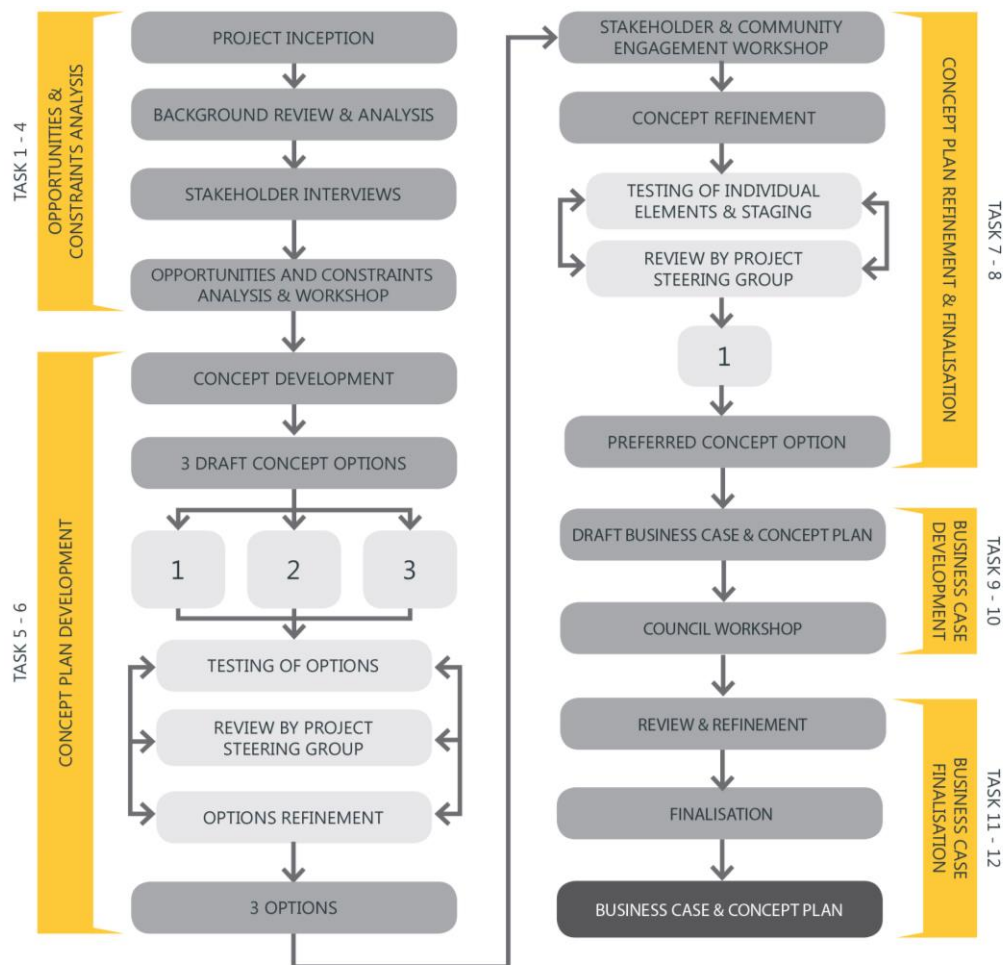 TASK 1 - 4
OPPORTUNITIES &
CONSTRAINTS ANALYSIS
PROJECT INCEPTION
BACKGROUND REVIEW & ANALYSIS
STAKEHOLDER INTERVIEWS
OPPORTUNITIES AND CONSTRAINTS
ANALYSIS & WORKSHOP
TASK 5 - 6
CONCEPT PLAN DEVELOPMENT
CONCEPT DEVELOPMENT
3 DRAFT CONCEPT OPTIONS
1
2
3
TESTING OF OPTIONS
REVIEW BY PROJECT
STEERING GROUP
OPTIONS REFINEMENT
3 OPTIONS
STAKEHOLDER & COMMUNITY
ENGAGEMENT WORKSHOP
CONCEPT REFINEMENT
TESTING OF INDIVIDUAL
ELEMENTS & STAGING
REVIEW BY PROJECT
STEERING GROUP
1
PREFERRED CONCEPT OPTION
CONCEPT PLAN REFINEMENT & FINALISATION
TASK 7 - 8
DRAFT BUSINESS CASE & CONCEPT PLAN
COUNCIL WORKSHOP
BUSINESS CASE
DEVELOPMENT
TASK 9 - 10
REVIEW & REFINEMENT
FINALISATION
BUSINESS CASE & CONCEPT PLAN
BUSINESS CASE
FINALISATION
TASK 11 - 12